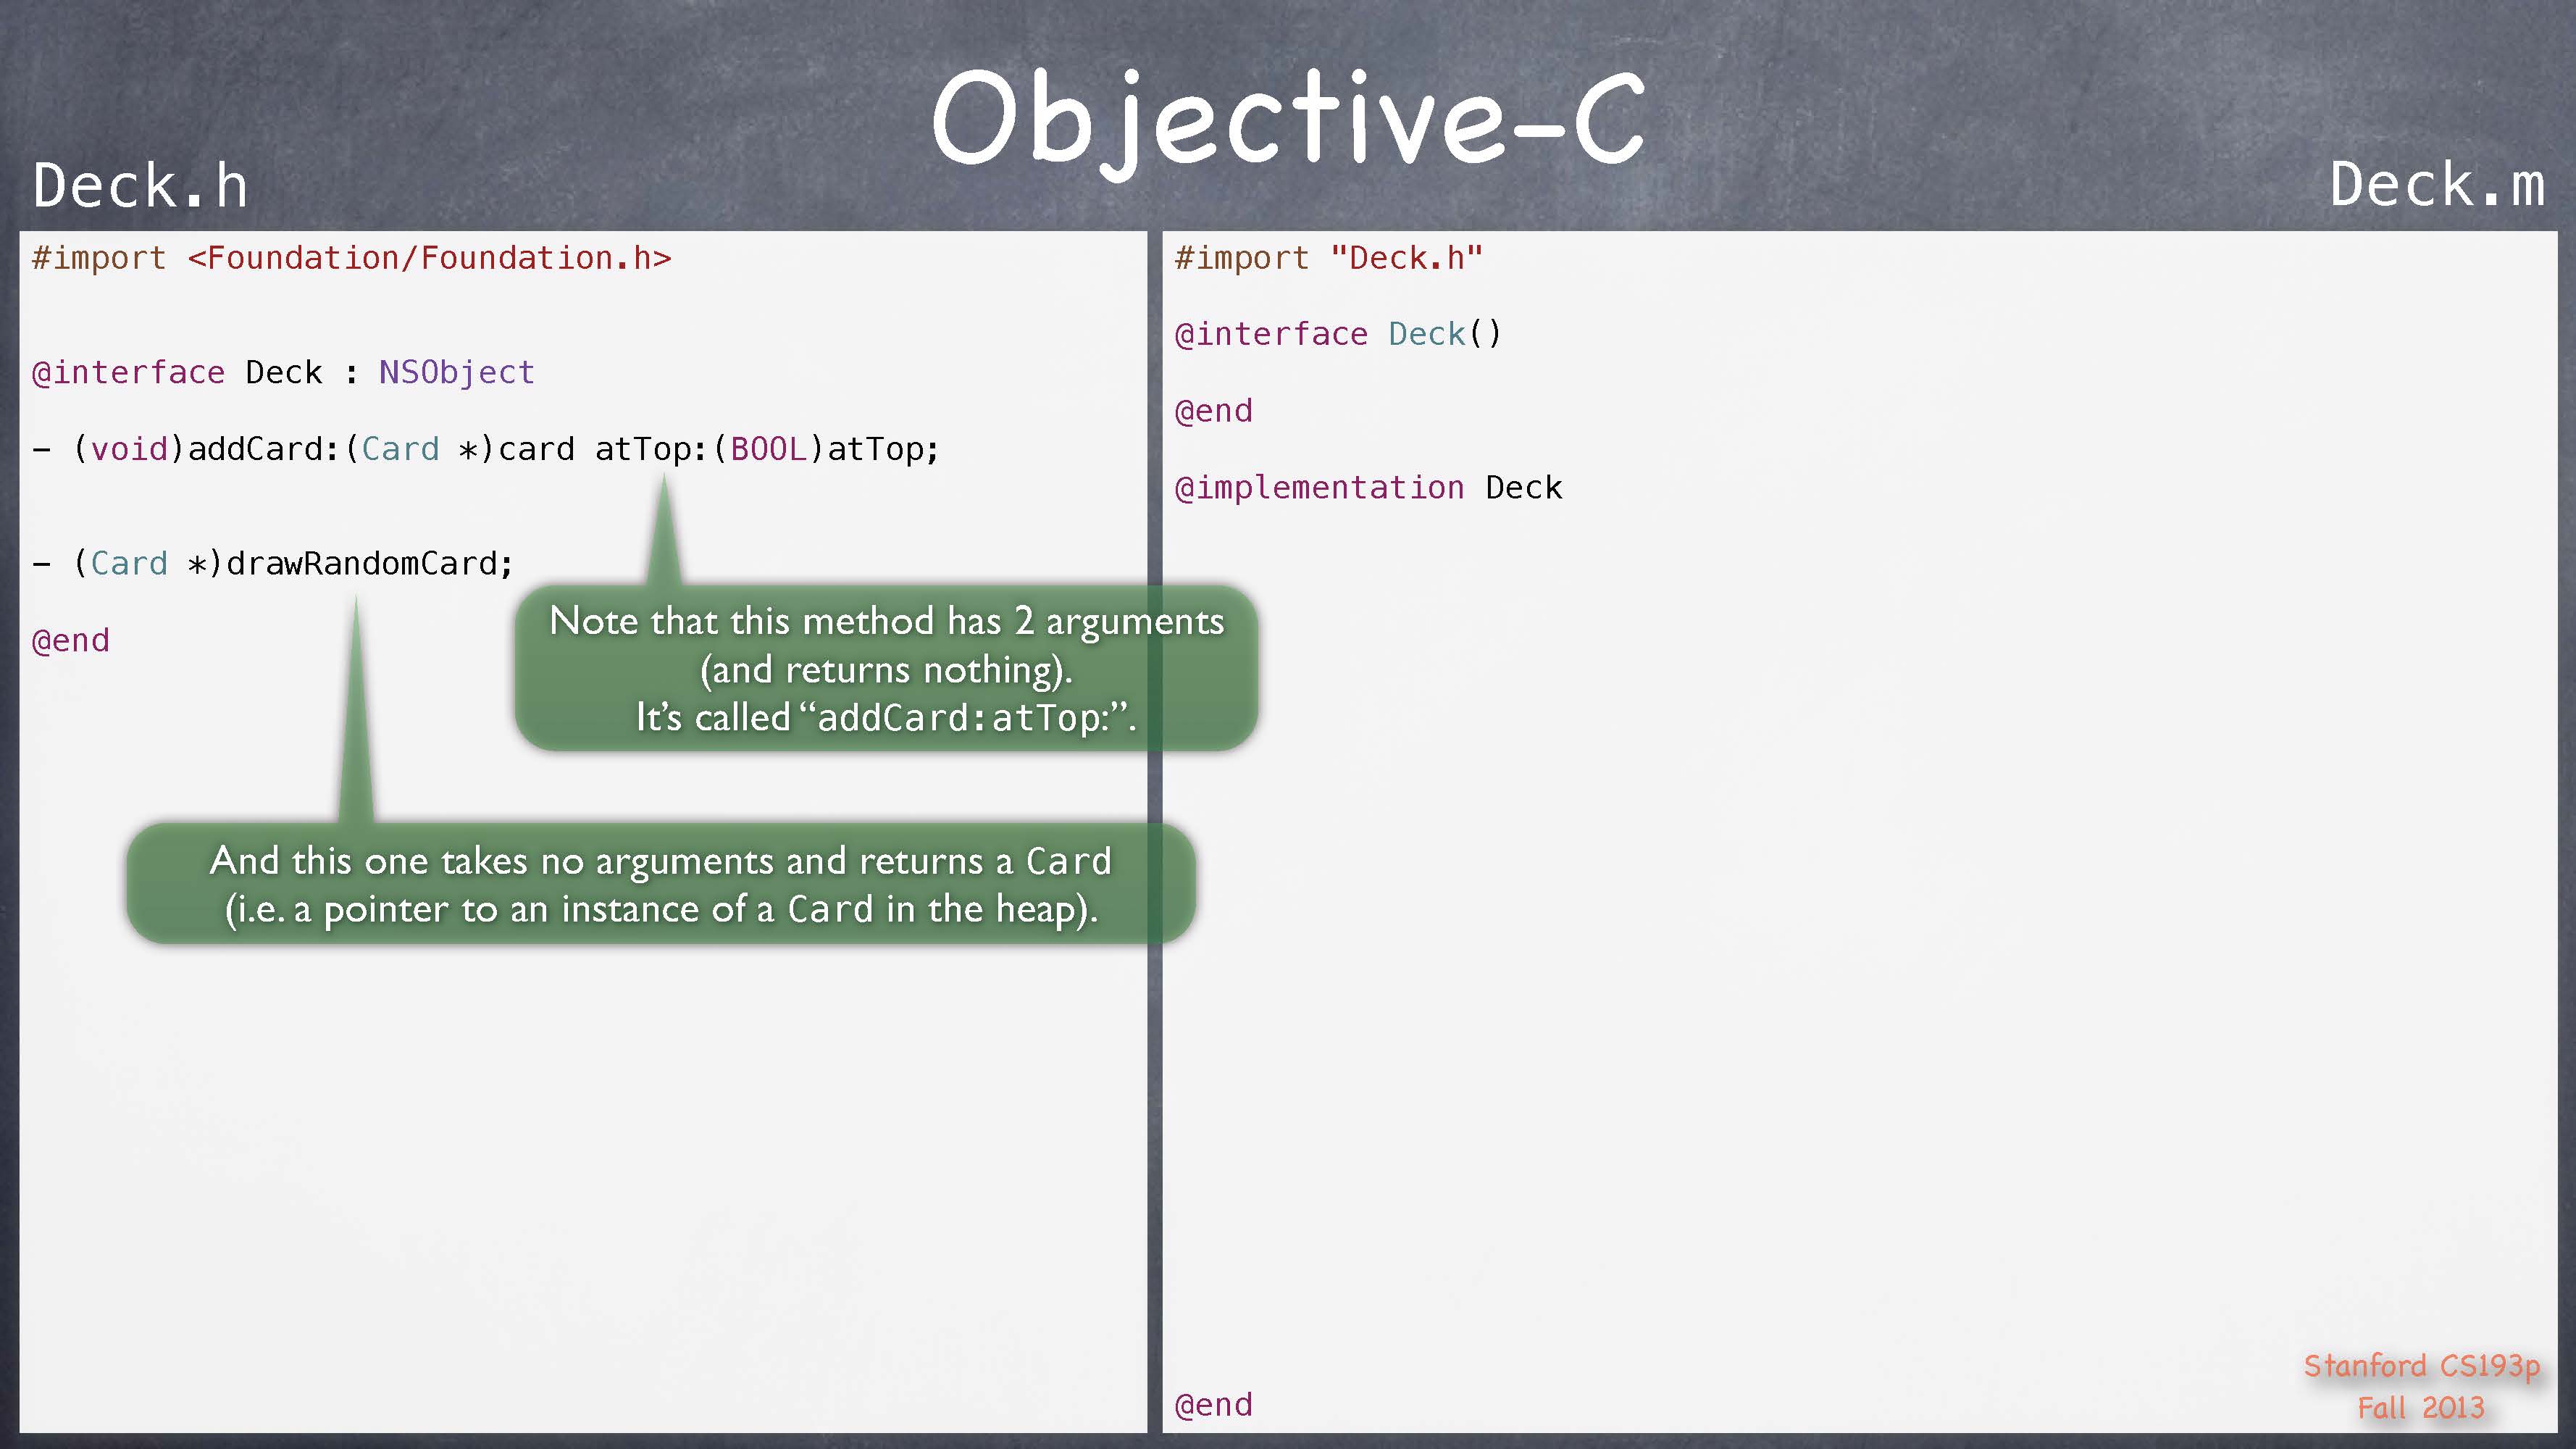 Objective-C
Deck.h
Deck.m
#import <Foundation/Foundation.h>
@interface Deck : NSObject
- (void)addCard:(Card *)card atTop:(BOOL)atTop;
- (Card *)drawRandomCard;
@end
Note that this method has 2 arguments
(and returns nothing).
It’s called “addCard:atTop:”.
And this one takes no arguments and returns a Card
(i.e. a pointer to an instance of a Card in the heap).
#import "Deck.h"
@interface Deck()
@end
@implementation Deck
@end
Stanford CS193p
Fall 2013